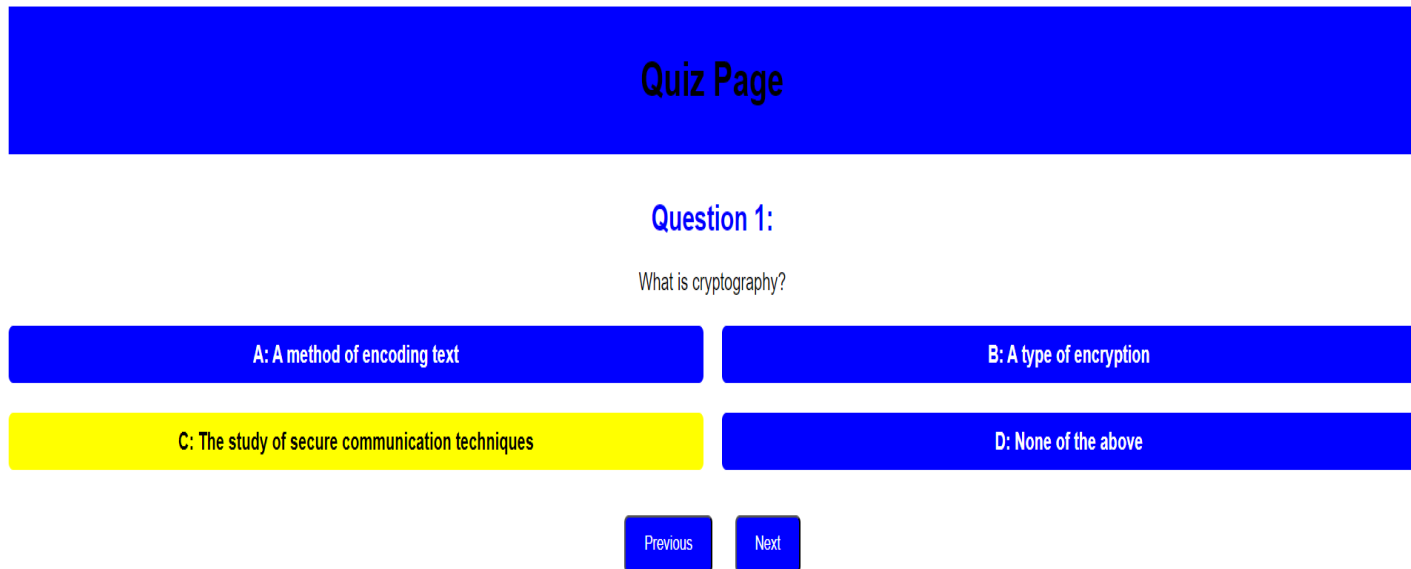 Quiz Page
Question 1:
What is cryptography?
A: A method of encoding text
B: A type of encryption
C: The study of secure communication techniques
D: None of the above
Previous
Next